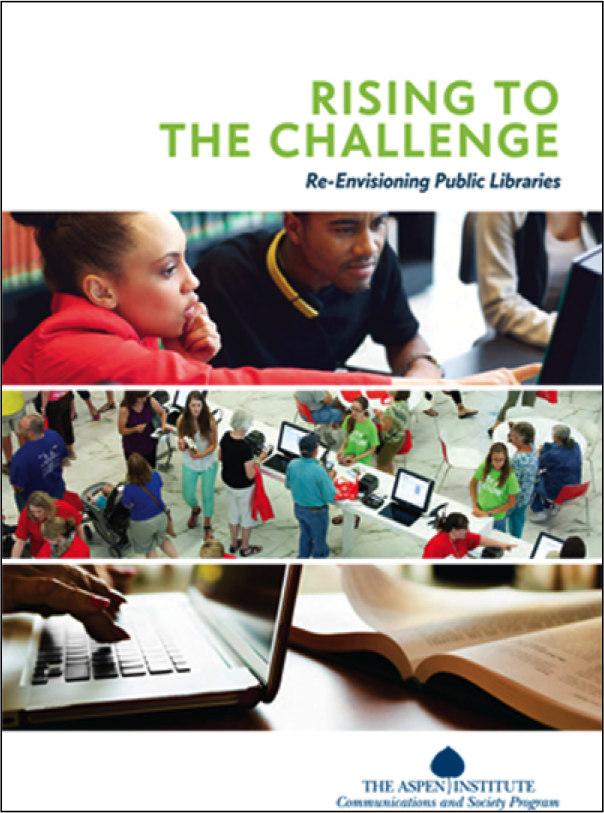 RISING TO
THE CHALLENGE
Re-Envisioning Public Libraries
THE ASPEN INSTITUTE
Communications and Society Program